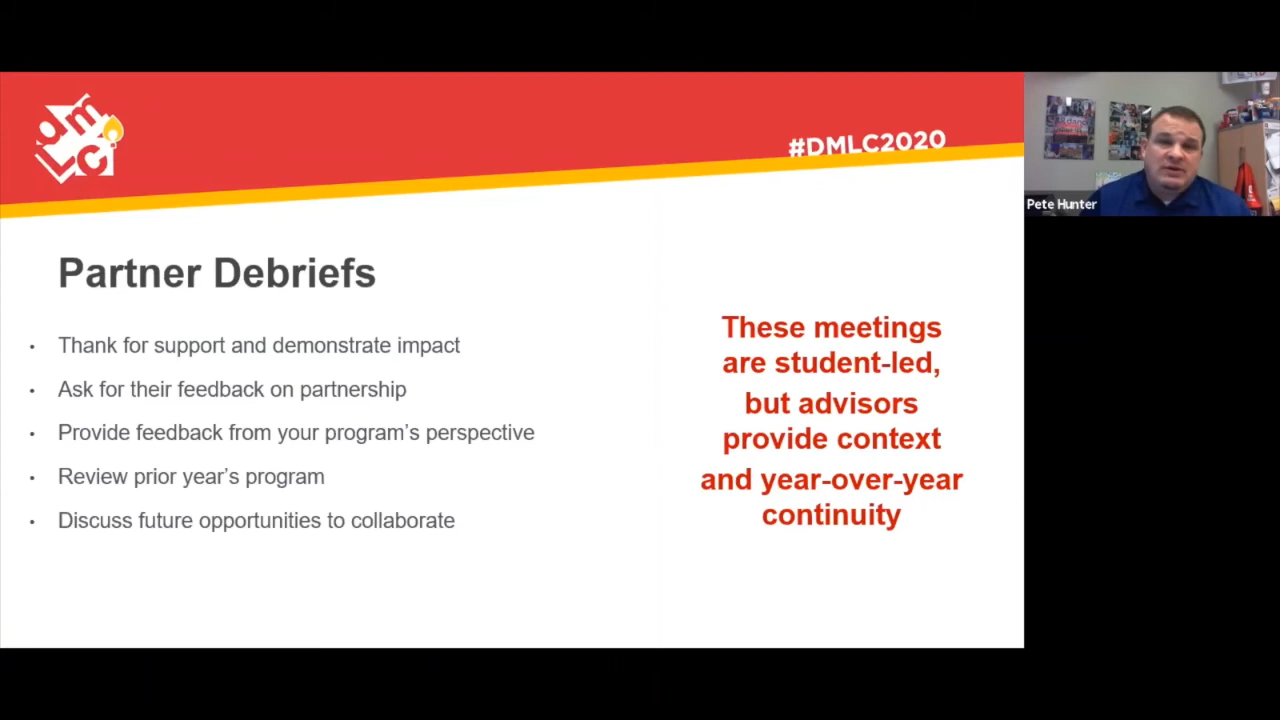 dm
LC
#DMLC2020
Pete Hunter
Partner Debriefs
• Thank for support and demonstrate impact
• Ask for their feedback on partnership
• Provide feedback from your program's perspective
• Review prior year's program
• Discuss future opportunities to collaborate
These meetings
are student-led,
but advisors
provide context
and year-over-year
continuity